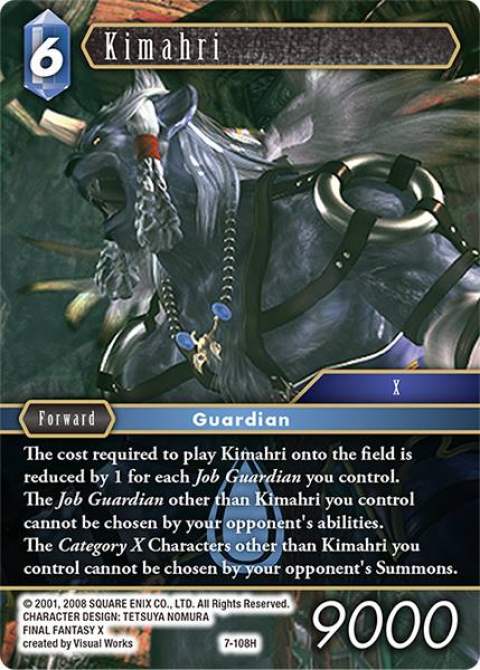 6
Kimahri
X
Forward
Guardian
The cost required to play Kimahri onto the field is
reduced by 1 for each Job Guardian you control.
The Job Guardian other than Kimahri you control
cannot be chosen by your opponent's abilities.
The Category X Characters other than Kimahri you
control cannot be chosen by your opponent's Summons.
© 2001, 2008 SQUARE ENIX CO., LTD. All Rights Reserved.
CHARACTER DESIGN: TETSUYA NOMURA
FINAL FANTASY X
created by Visual Works
7-108H
9000